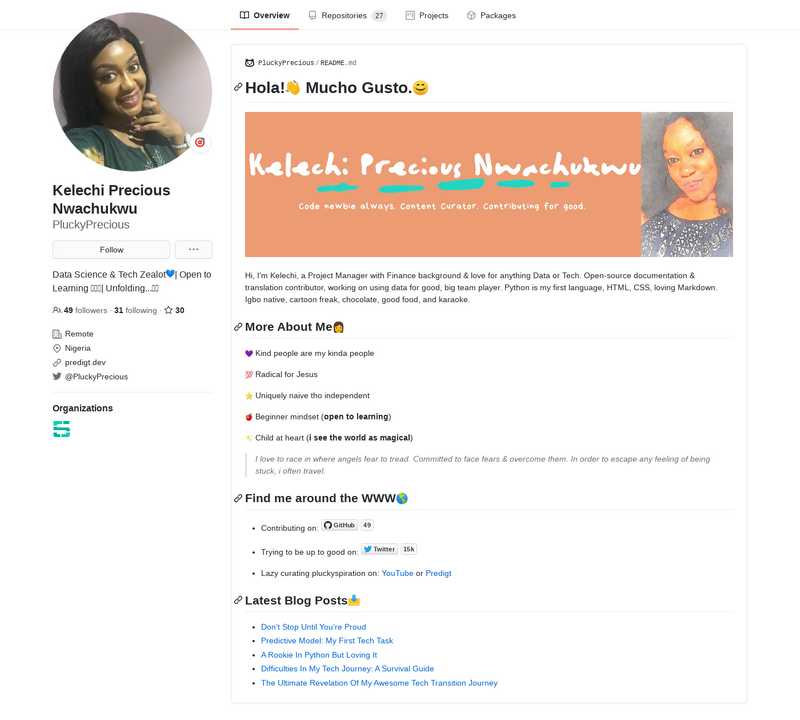 Overview
Repositories 27
Projects
Packages
Kelechi Precious
Nwachukwu
PluckyPrecious
Follow
...
Data Science & Tech Zealot💙| Open to
Learning | Unfolding...
49 followers · 31 following · 30
Remote
Nigeria
predigt.dev
@PluckyPrecious
Organizations
PluckyPrecious/README.md
Hola!👋 Mucho Gusto.😊
Kelechi Precious Nwachukwu
Code newbie always. Content Curator. Contributing for good.
Hi, I'm Kelechi, a Project Manager with Finance background & love for anything Data or Tech. Open-source documentation &
translation contributor, working on using data for good, big team player. Python is my first language, HTML, CSS, loving Markdown.
Igbo native, cartoon freak, chocolate, good food, and karaoke.
More About Me👩
💜 Kind people are my kinda people
💯 Radical for Jesus
⭐ Uniquely naive tho independent
🍎 Beginner mindset (open to learning)
✨ Child at heart (i see the world as magical)
I love to race in where angels fear to tread. Committed to face fears & overcome them. In order to escape any feeling of being
stuck, i often travel.
Find me around the WWW🌍
• Contributing on: GitHub 49
• Trying to be up to good on: Twitter 15k
• Lazy curating pluckyspiration on: YouTube or Predigt
Latest Blog Posts📥
• Don't Stop Until You're Proud
• Predictive Model: My First Tech Task
• A Rookie In Python But Loving It
• Difficulties In My Tech Journey: A Survival Guide
• The Ultimate Revelation Of My Awesome Tech Transition Journey